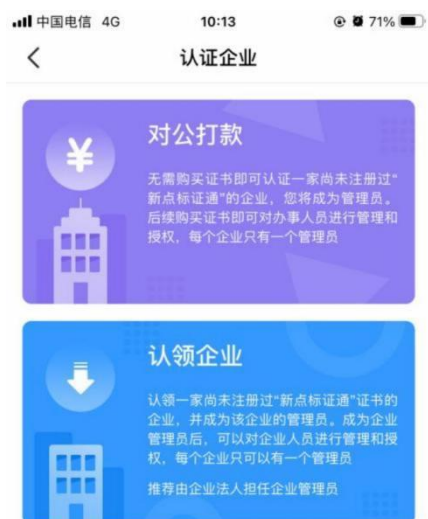 中国电信 4G 10:13 71%
认证企业
对公打款
¥
无需购买证书即可认证一家尚未注册过“
新点标证通”的企业，您将成为管理员。
后续购买证书即可对办事人员进行管理和
授权，每个企业只有一个管理员
认领企业
认领一家尚未注册过“新点标证通”证书的
企业，并成为该企业的管理员。成为企业
管理员后，可以对企业人员进行管理和授
权，每个企业只可以有一个管理员
推荐由企业法人担任企业管理员